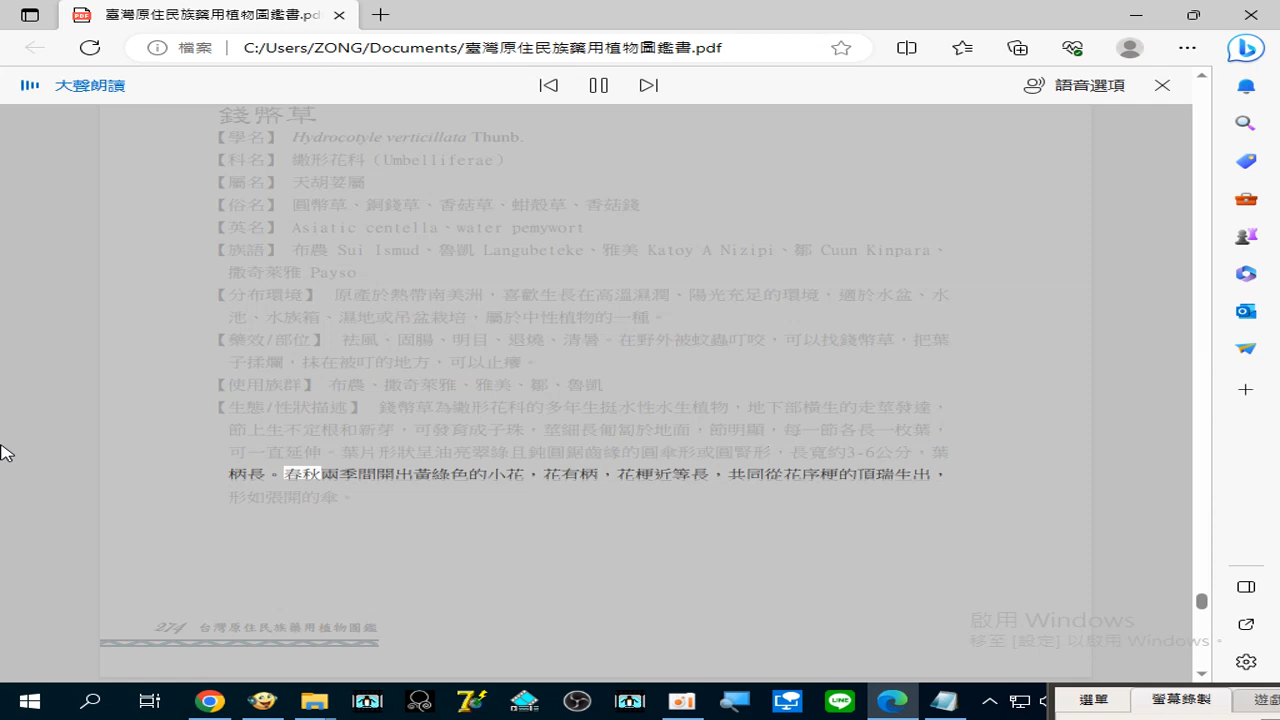 臺灣原住民族藥用植物圖鑑書.pd
檔案 C:/Users/ZONG/Documents/臺灣原住民族藥用植物圖鑑書.pdf
大聲朗讀
語音選項
錢幣草
【學名】 Hydrocotyle verticillata Thunb.
【科名】 繖形花科（Umbelliferae）
【屬名】 天胡荽屬
【俗名】 圓幣草、銅錢草、香菇草、蚶殼草、香菇錢
【英名】 Asiatic centella、water pemywort
【族語】 布農 Sui Ismud、魯凱 Langubeteke、雅美 Katoy A Nizipi、鄒 Cuun Kinpara、
撒奇萊雅 Payso
【分布環境】 原產於熱帶南美洲，喜歡生長在高溫濕潤、陽光充足的環境，適於水盆、水
池、水族箱、濕地或吊盆栽培，屬於中性植物的一種。
【藥效/部位】 祛風、固腸、明目、退燒、清暑。在野外被蚊蟲叮咬，可以找錢幣草，把葉
子揉爛，抹在被叮的地方，可以止癢。
【使用族群】 布農、撒奇萊雅、雅美、鄒、魯凱
【生態/性狀描述】 錢幣草為繖形花科的多年生挺水性水生植物，地下部橫生的走莖發達，
節上生不定根和新芽，可發育成子珠，莖細長匍匐於地面，節明顯，每一節各長一枚葉，
可一直延伸。葉片形狀呈油亮翠綠且鈍圓鋸齒緣的圓傘形或圓腎形，長寬約3-6公分，葉
柄長。春秋兩季間開出黃綠色的小花，花有柄，花梗近等長，共同從花序梗的頂瑞生出，
形如張開的傘。
274 台灣原住民族藥用植物圖鑑
啟用 Windows
移至 [設定] 以啟用 Windows。
選單 螢幕錄製 遊戲